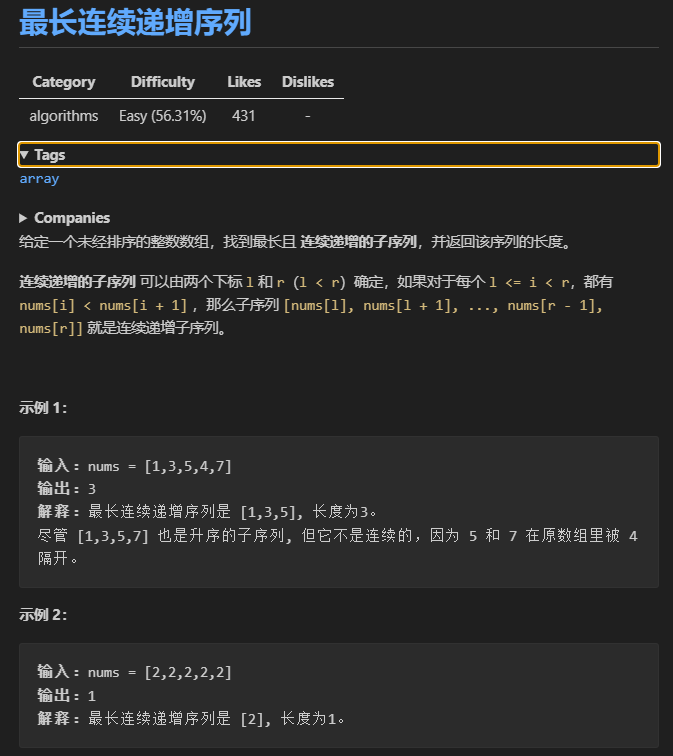 最长连续递增序列
Category Difficulty Likes Dislikes
algorithms Easy (56.31%) 431 -
▼ Tags
array
▶ Companies
给定一个未经排序的整数数组，找到最长且 连续递增的子序列，并返回该序列的长度。
连续递增的子序列 可以由两个下标 l 和 r（l < r）确定，如果对于每个 l <= i < r，都有
nums[i] < nums[i + 1] ，那么子序列 [nums[l], nums[l + 1], ..., nums[r - 1],
nums[r]] 就是连续递增子序列。
示例 1：
输入：nums = [1,3,5,4,7]
输出：3
解释：最长连续递增序列是 [1,3,5], 长度为3。
尽管 [1,3,5,7] 也是升序的子序列, 但它不是连续的，因为 5 和 7 在原数组里被 4
隔开。
示例 2：
输入：nums = [2,2,2,2,2]
输出：1
解释：最长连续递增序列是 [2], 长度为1。